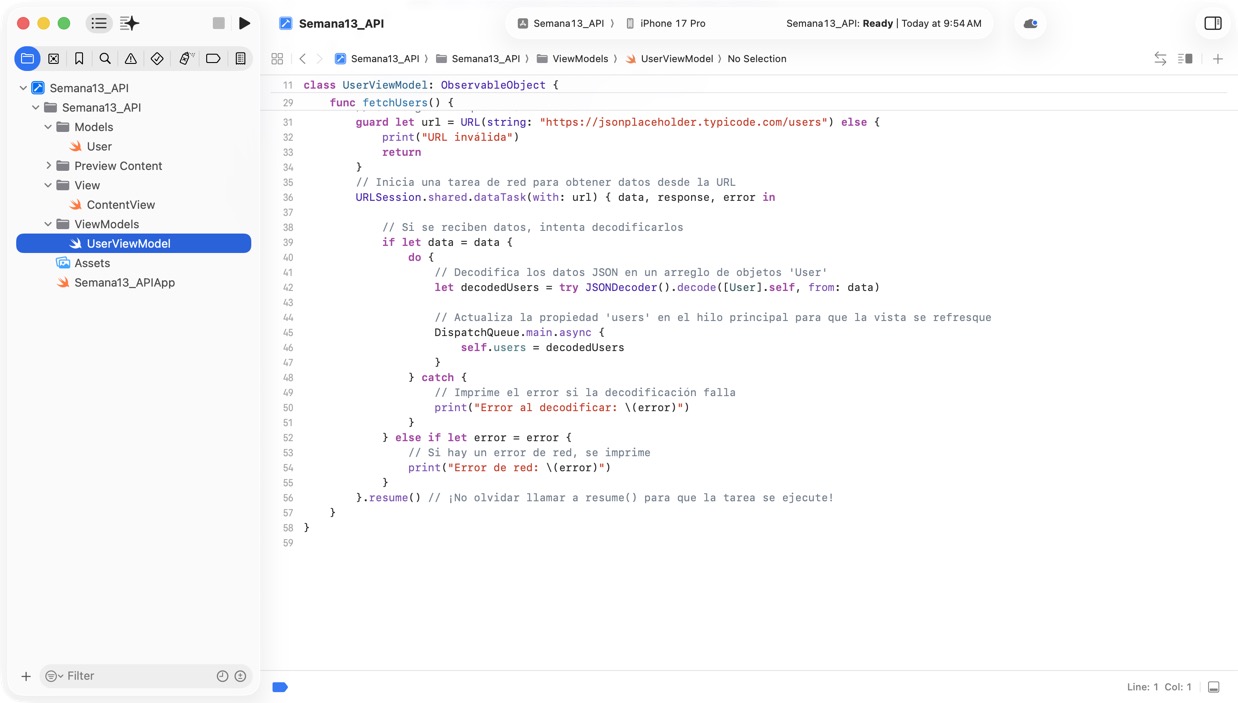 Semana13_API
Semana13_API 〉 iPhone 17 Pro
Semana13_API: Ready | Today at 9:54 AM
Semana13_API 〉 Semana13_API 〉 ViewModels 〉 UserViewModel 〉 No Selection
Semana13_API
Semana13_API
Models
User
Preview Content
View
ContentView
ViewModels
UserViewModel
Assets
Semana13_APIApp
Filter
11 class UserViewModel: ObservableObject {
29     func fetchUsers() {
31         guard let url = URL(string: "https://jsonplaceholder.typicode.com/users") else {
32             print("URL inválida")
33             return
34         }
35         // Inicia una tarea de red para obtener datos desde la URL
36         URLSession.shared.dataTask(with: url) { data, response, error in
37
38             // Si se reciben datos, intenta decodificarlos
39             if let data = data {
40                 do {
41                     // Decodifica los datos JSON en un arreglo de objetos 'User'
42                     let decodedUsers = try JSONDecoder().decode([User].self, from: data)
43
44                     // Actualiza la propiedad 'users' en el hilo principal para que la vista se refresque
45                     DispatchQueue.main.async {
46                         self.users = decodedUsers
47                     }
48                 } catch {
49                     // Imprime el error si la decodificación falla
50                     print("Error al decodificar: \(error)")
51                 }
52             } else if let error = error {
53                 // Si hay un error de red, se imprime
54                 print("Error de red: \(error)")
55             }
56         }.resume() // ¡No olvidar llamar a resume() para que la tarea se ejecute!
57     }
58 }
59
Line: 1 Col: 1